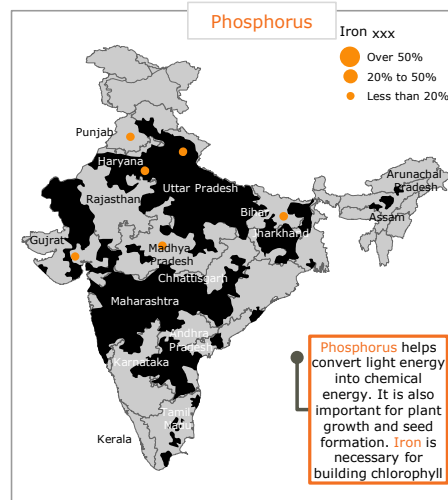 Phosphorus
Iron xxx
Over 50%
20% to 50%
Less than 20%
Punjab
Haryana
Uttar Pradesh
Rajasthan
Arunachal
Pradesh
Assam
Bihar
Jharkhand
Gujrat
Madhya
Pradesh
Chhattisgarh
Maharashtra
Andhra
Pradesh
Karnataka
Tamil
Nadu
Kerala
Phosphorus helps
convert light energy
into chemical
energy. It is also
important for plant
growth and seed
formation. Iron is
necessary for
building chlorophyll